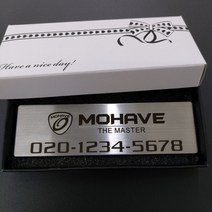 Have a nice day!
MOHAVE
THE MASTER
020-1234-5678